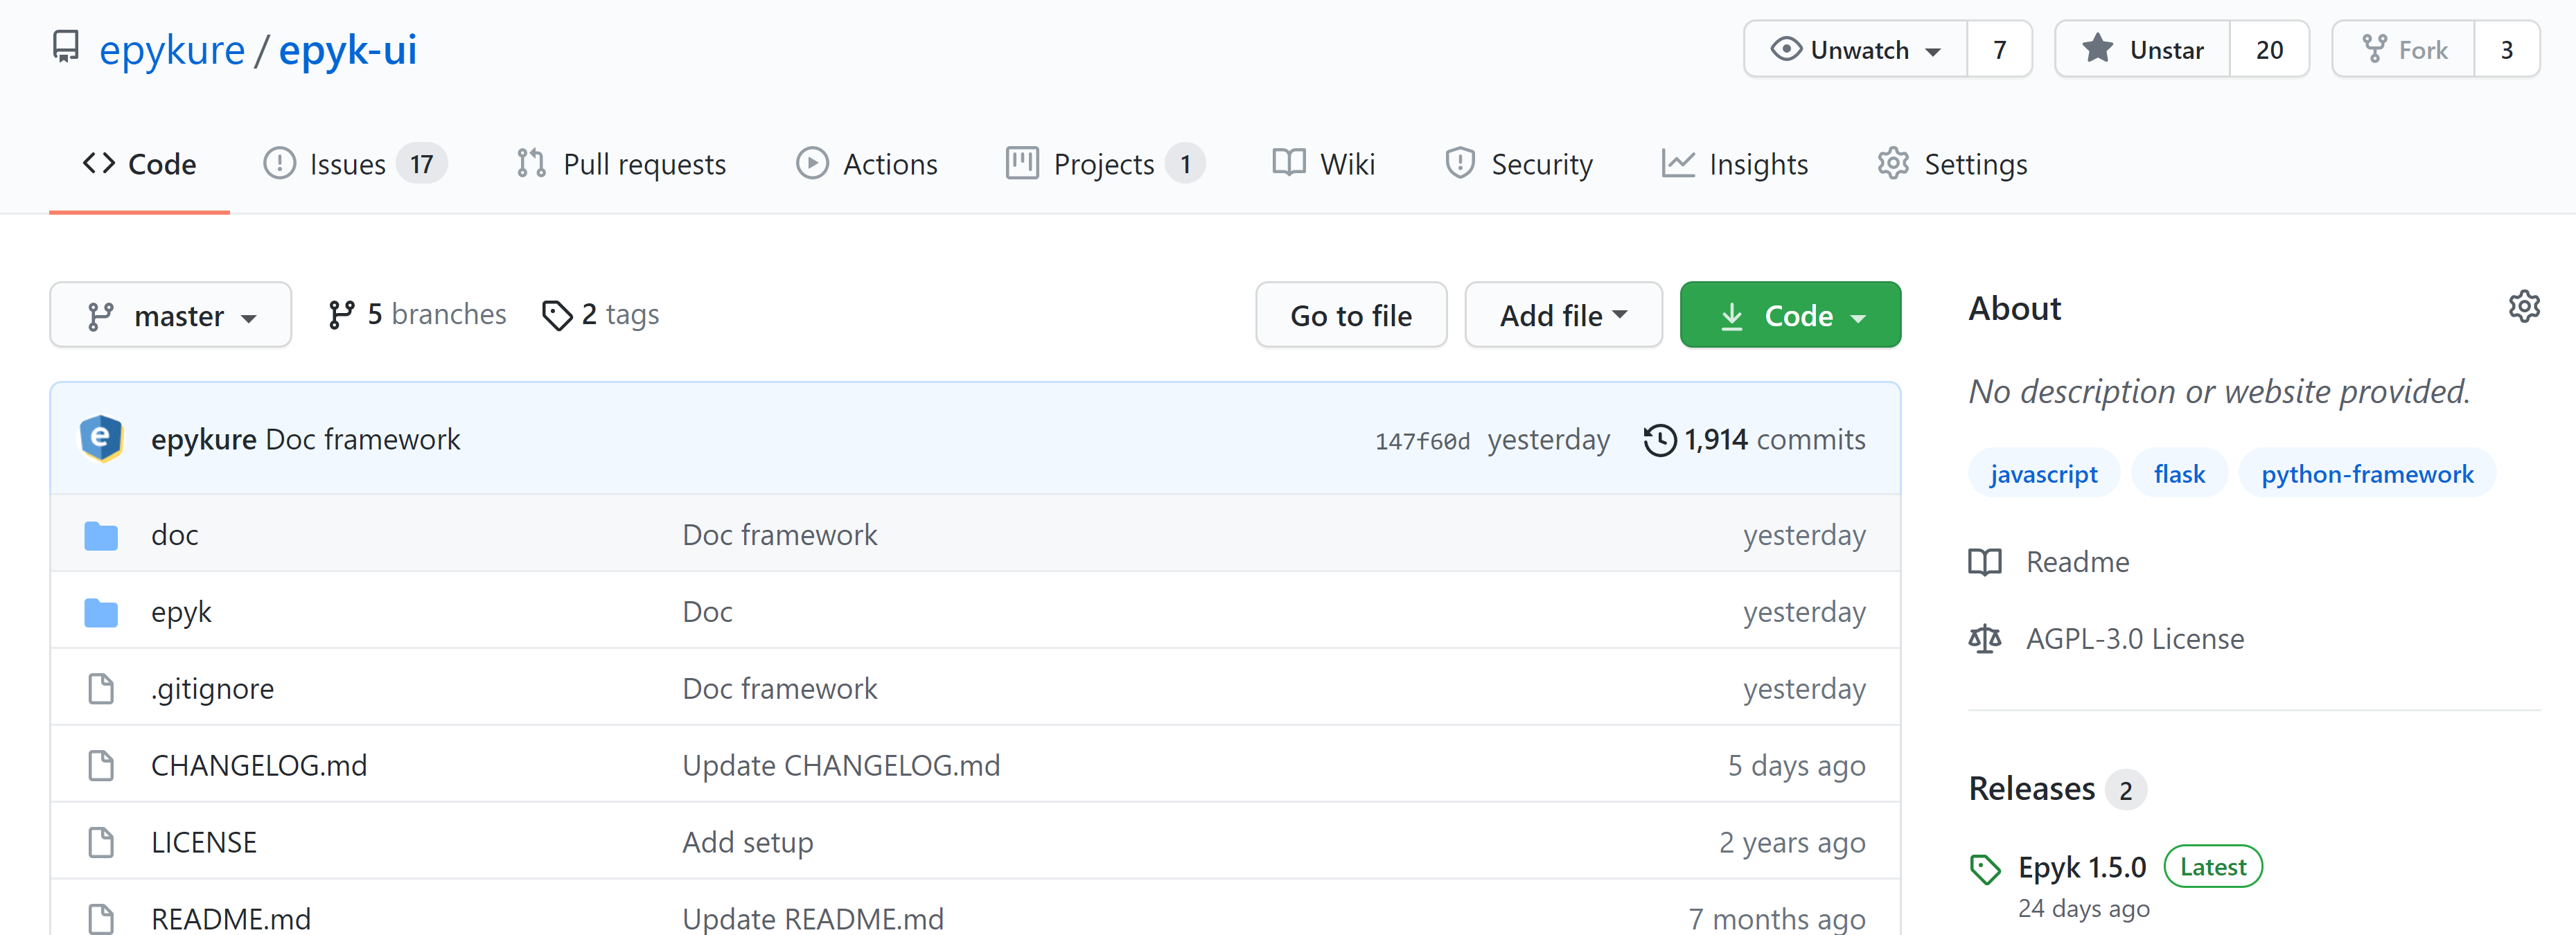 epykure / epyk-ui
Unwatch 7 Unstar 20 Fork 3
Code Issues 17 Pull requests Actions Projects 1 Wiki Security Insights Settings
master 5 branches 2 tags Go to file Add file Code
e epykure Doc framework 147f60d yesterday 1,914 commits
doc Doc framework yesterday
epyk Doc yesterday
.gitignore Doc framework yesterday
CHANGELOG.md Update CHANGELOG.md 5 days ago
LICENSE Add setup 2 years ago
README.md Update README.md 7 months ago
About
No description or website provided.
javascript flask python-framework
Readme
AGPL-3.0 License
Releases 2
Epyk 1.5.0 Latest
24 days ago